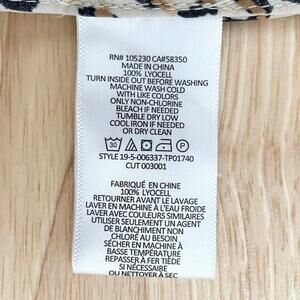 RN# 105230 CA#58350
MADE IN CHINA
100% LYOCELL
TURN INSIDE OUT BEFORE WASHING
MACHINE WASH COLD
WITH LIKE COLORS
ONLY NON-CHLORINE
BLEACH IF NEEDED
TUMBLE DRY LOW
COOL IRON IF NEEDED
OR DRY CLEAN
30
STYLE 19-5-006337-TP01740
CUT 003001
FABRIQUÉ EN CHINE
100% LYOCELL
RETOURNER AVANT LE LAVAGE
LAVER EN MACHINE À L'EAU FROIDE
AVEC COULEURS SIMILAIRES
UTILISER SEULEMENT UN AGENT
DE BLANCHIMENT NON
CHLORÉ AU BESOIN
SÉCHER EN MACHINE À
BASSE TEMPÉRATURE
REPASSER À FER TIÈDE
SI NÉCESSAIRE
OU NETTOYAGE À SEC